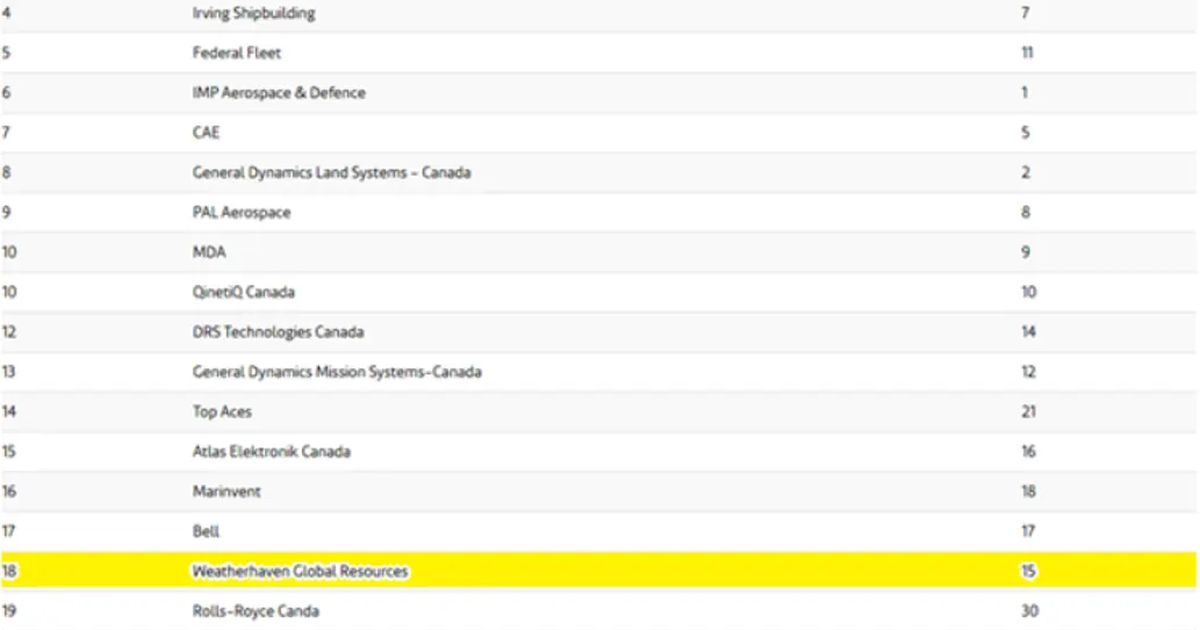 4 Irving Shipbuilding 7
5 Federal Fleet 11
6 IMP Aerospace & Defence 1
7 CAE 5
8 General Dynamics Land Systems - Canada 2
9 PAL Aerospace 8
10 MDA 9
10 QinetiQ Canada 10
12 DRS Technologies Canada 14
13 General Dynamics Mission Systems-Canada 12
14 Top Aces 21
15 Atlas Elektronik Canada 16
16 Marinvent 18
17 Bell 17
18 Weatherhaven Global Resources 15
19 Rolls-Royce Canda 30